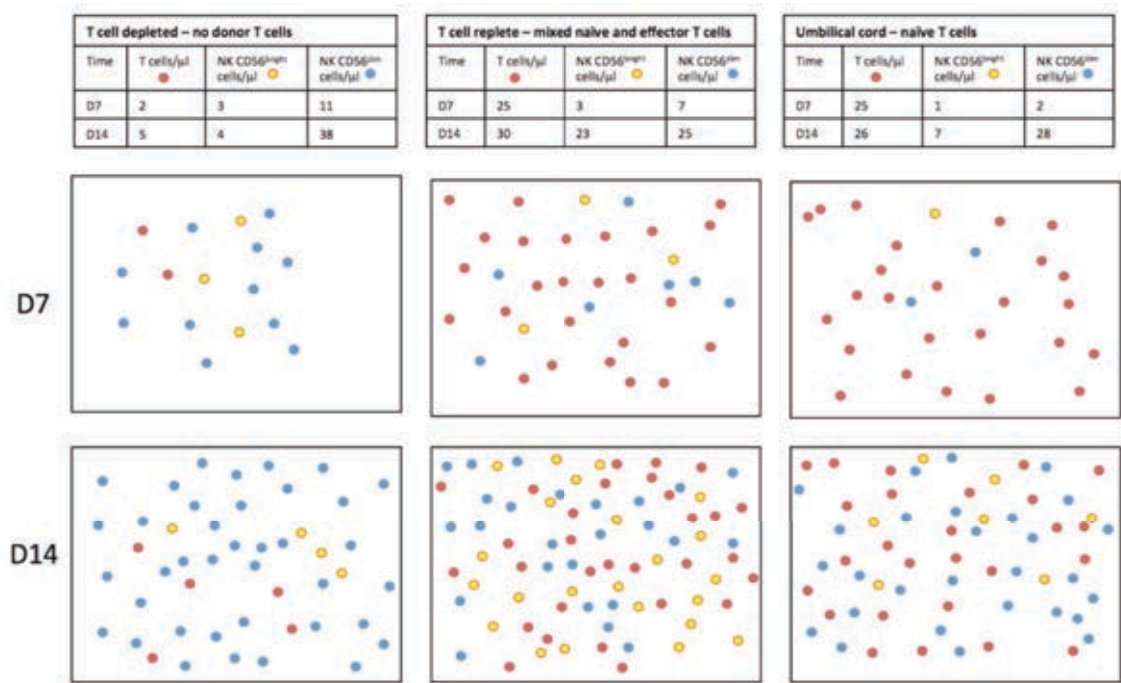 T cell depleted – no donor T cells
Time T cells/µl NK CD56bright cells/µl NK CD56dim cells/µl
D7 2 3 11
D14 5 4 38
T cell replete – mixed naive and effector T cells
Time T cells/µl NK CD56bright cells/µl NK CD56dim cells/µl
D7 25 3 7
D14 30 23 25
Umbilical cord – naive T cells
Time T cells/µl NK CD56bright cells/µl NK CD56dim cells/µl
D7 25 1 2
D14 26 7 28
D7
D14